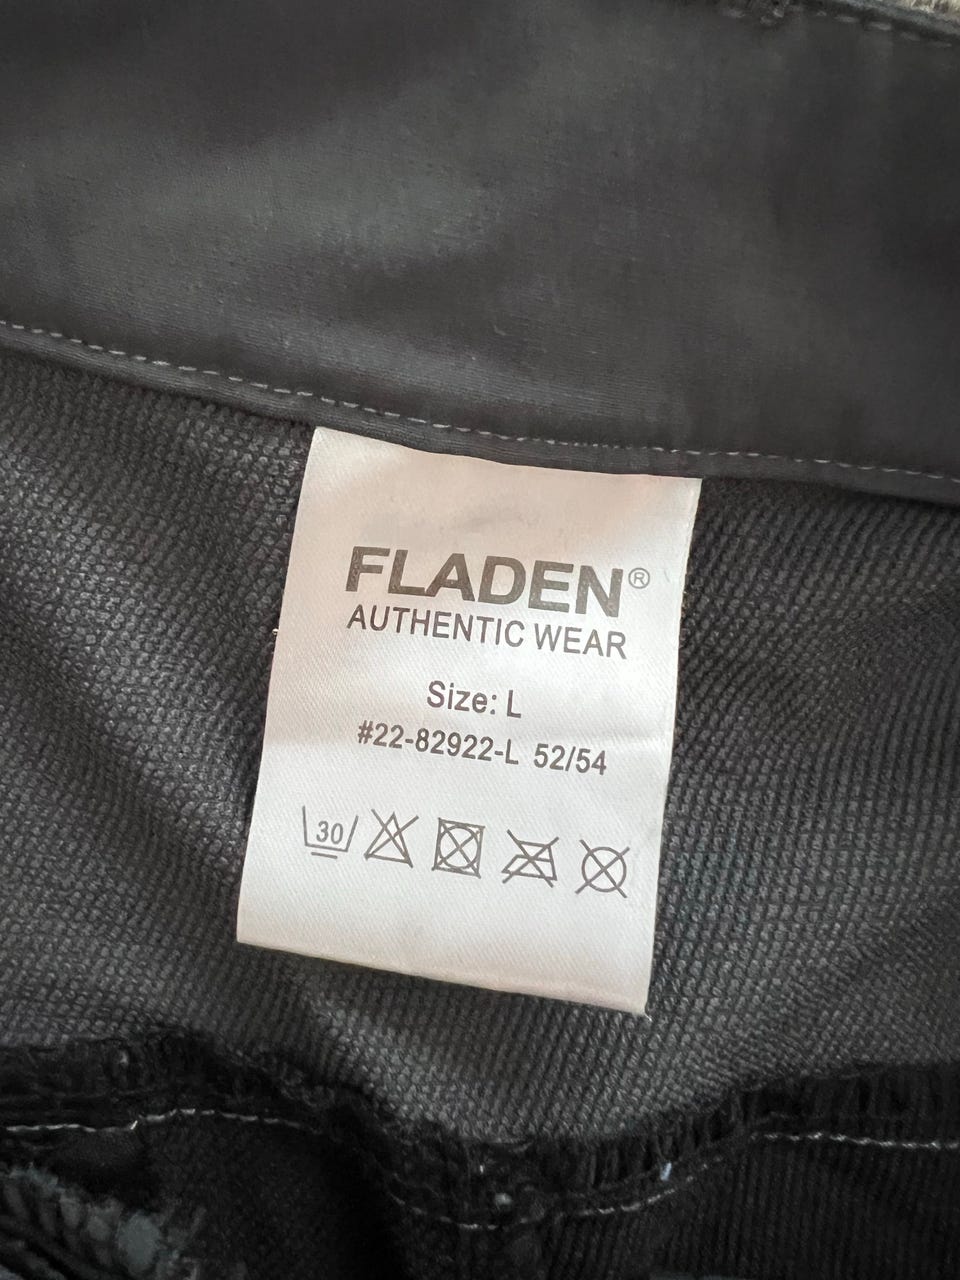 FLADEN®
AUTHENTIC WEAR
Size: L
#22-82922-L 52/54
30